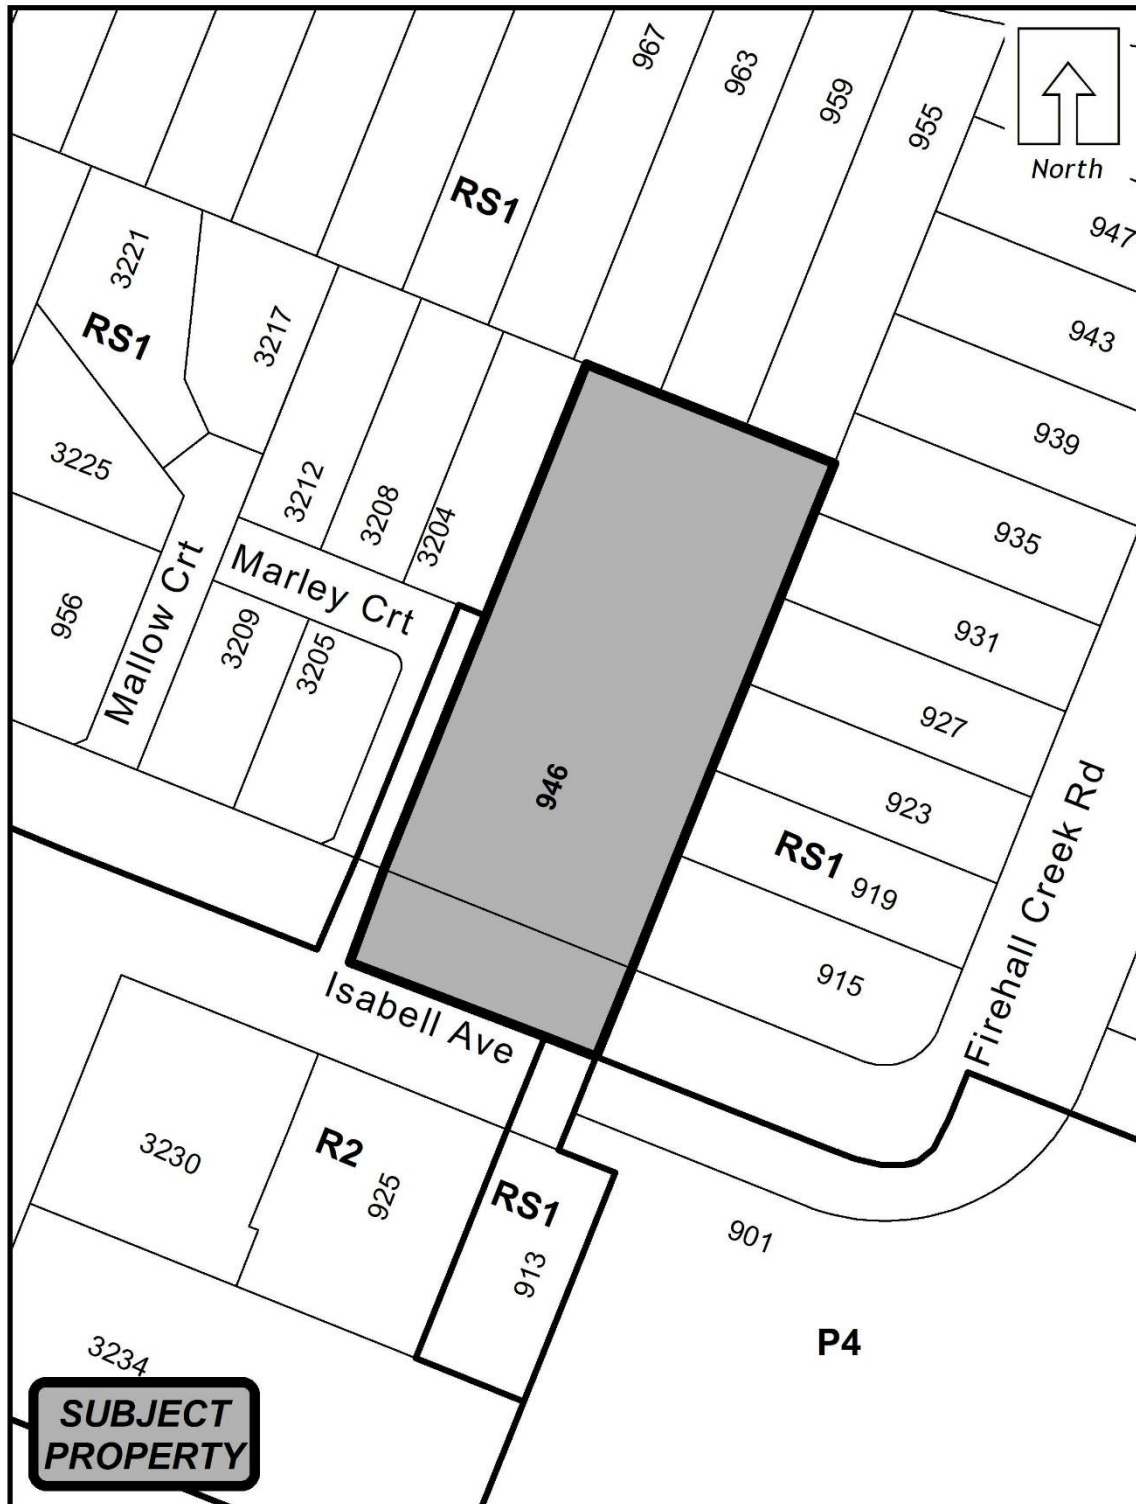 967
963
959
955
North
947
943
939
935
931
927
923
RS1
919
915
Firehall Creek Rd
RS1
3221
RS1
3217
3225
3212
3208
3204
956
Mallow Crt
Marley Crt
3209
3205
946
Isabell Ave
3230
R2
925
RS1
913
901
P4
3234
SUBJECT
PROPERTY